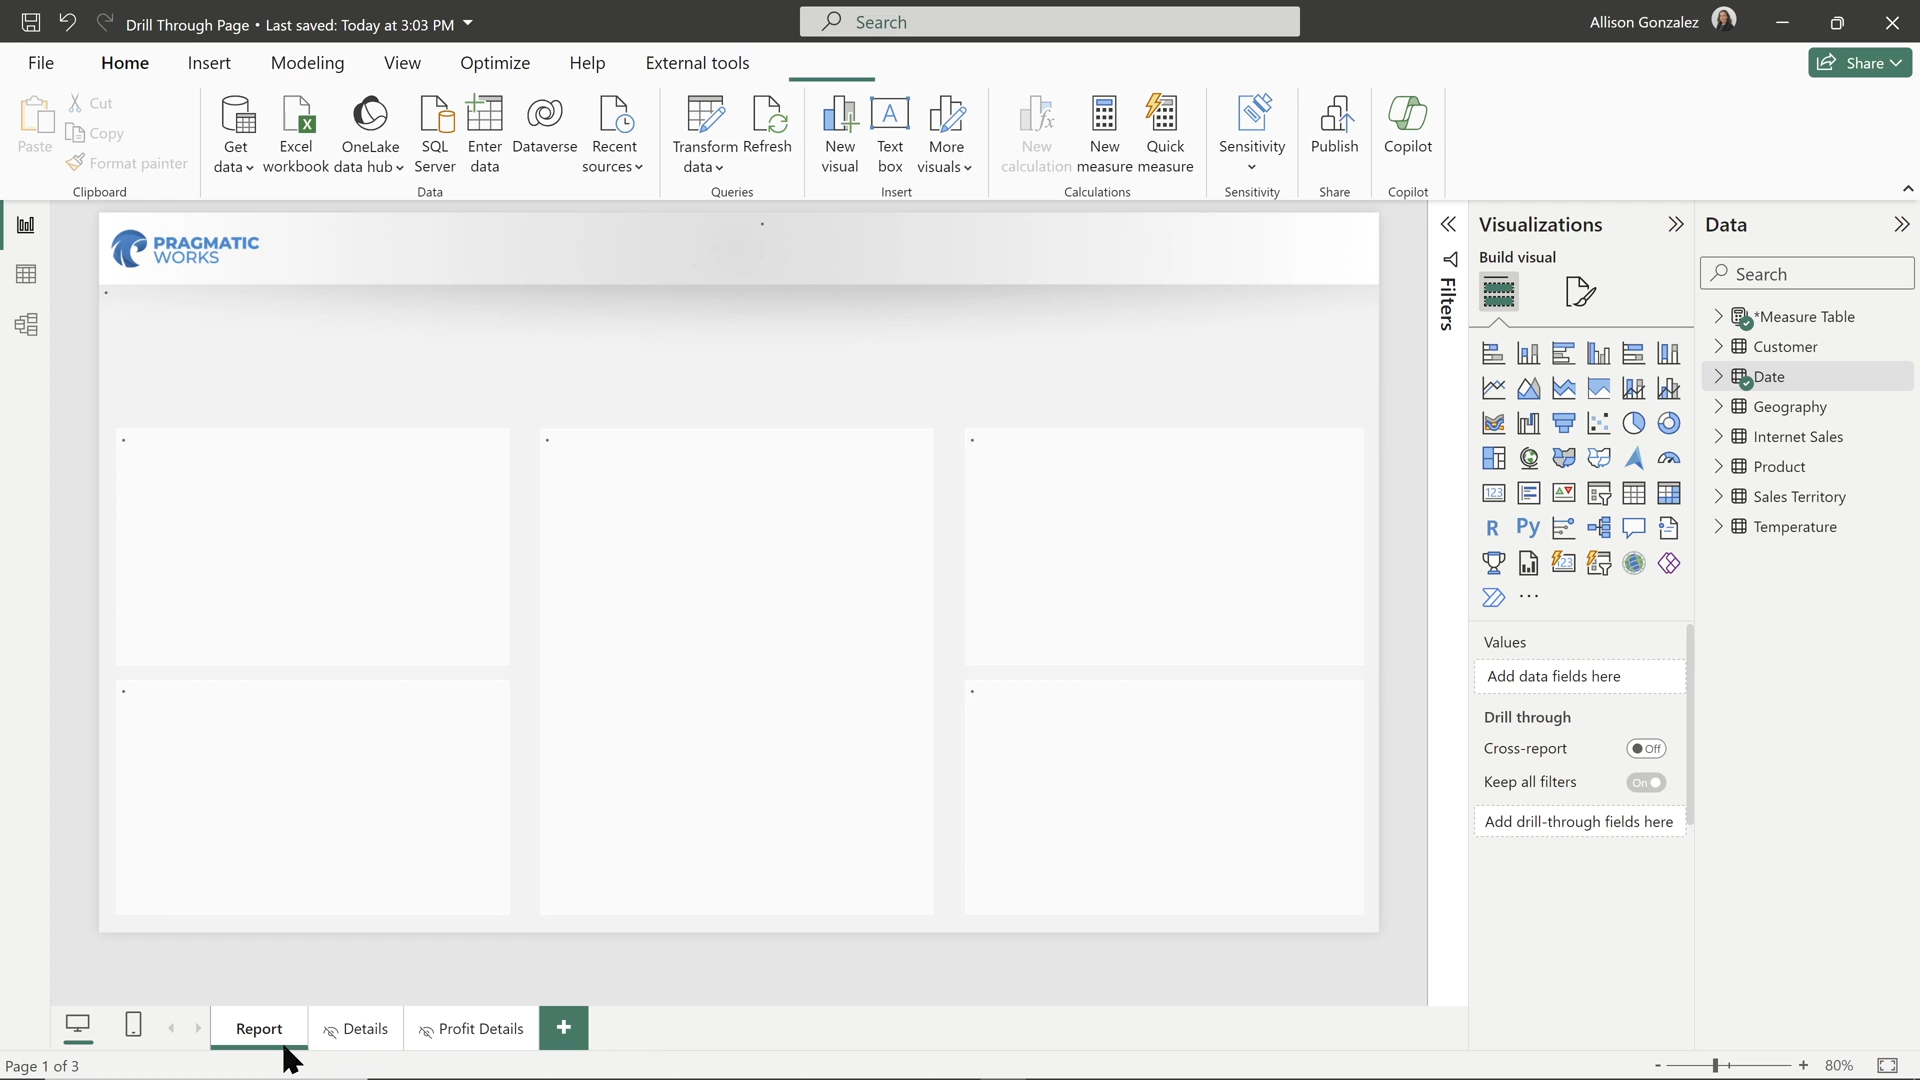 Drill Through Page • Last saved: Today at 3:03 PM
Search
Allison Gonzalez
File
Home
Insert
Modeling
View
Optimize
Help
External tools
Share
Paste
Cut
Copy
Format painter
Clipboard
Get data
Excel workbook
OneLake data hub
SQL Server
Enter data
Dataverse
Recent sources
Data
Transform data
Refresh
Queries
New visual
Text box
More visuals
Insert
New calculation
New measure
Quick measure
Calculations
Sensitivity
Sensitivity
Publish
Share
Copilot
Copilot
PRAGMATIC
WORKS
Filters
Visualizations
Build visual
123
R
Py
123
Values
Add data fields here
Drill through
Cross-report
Off
Keep all filters
On
Add drill-through fields here
Data
Search
*Measure Table
Customer
Date
Geography
Internet Sales
Product
Sales Territory
Temperature
Report
Details
Profit Details
+
Page 1 of 3
- + 80%